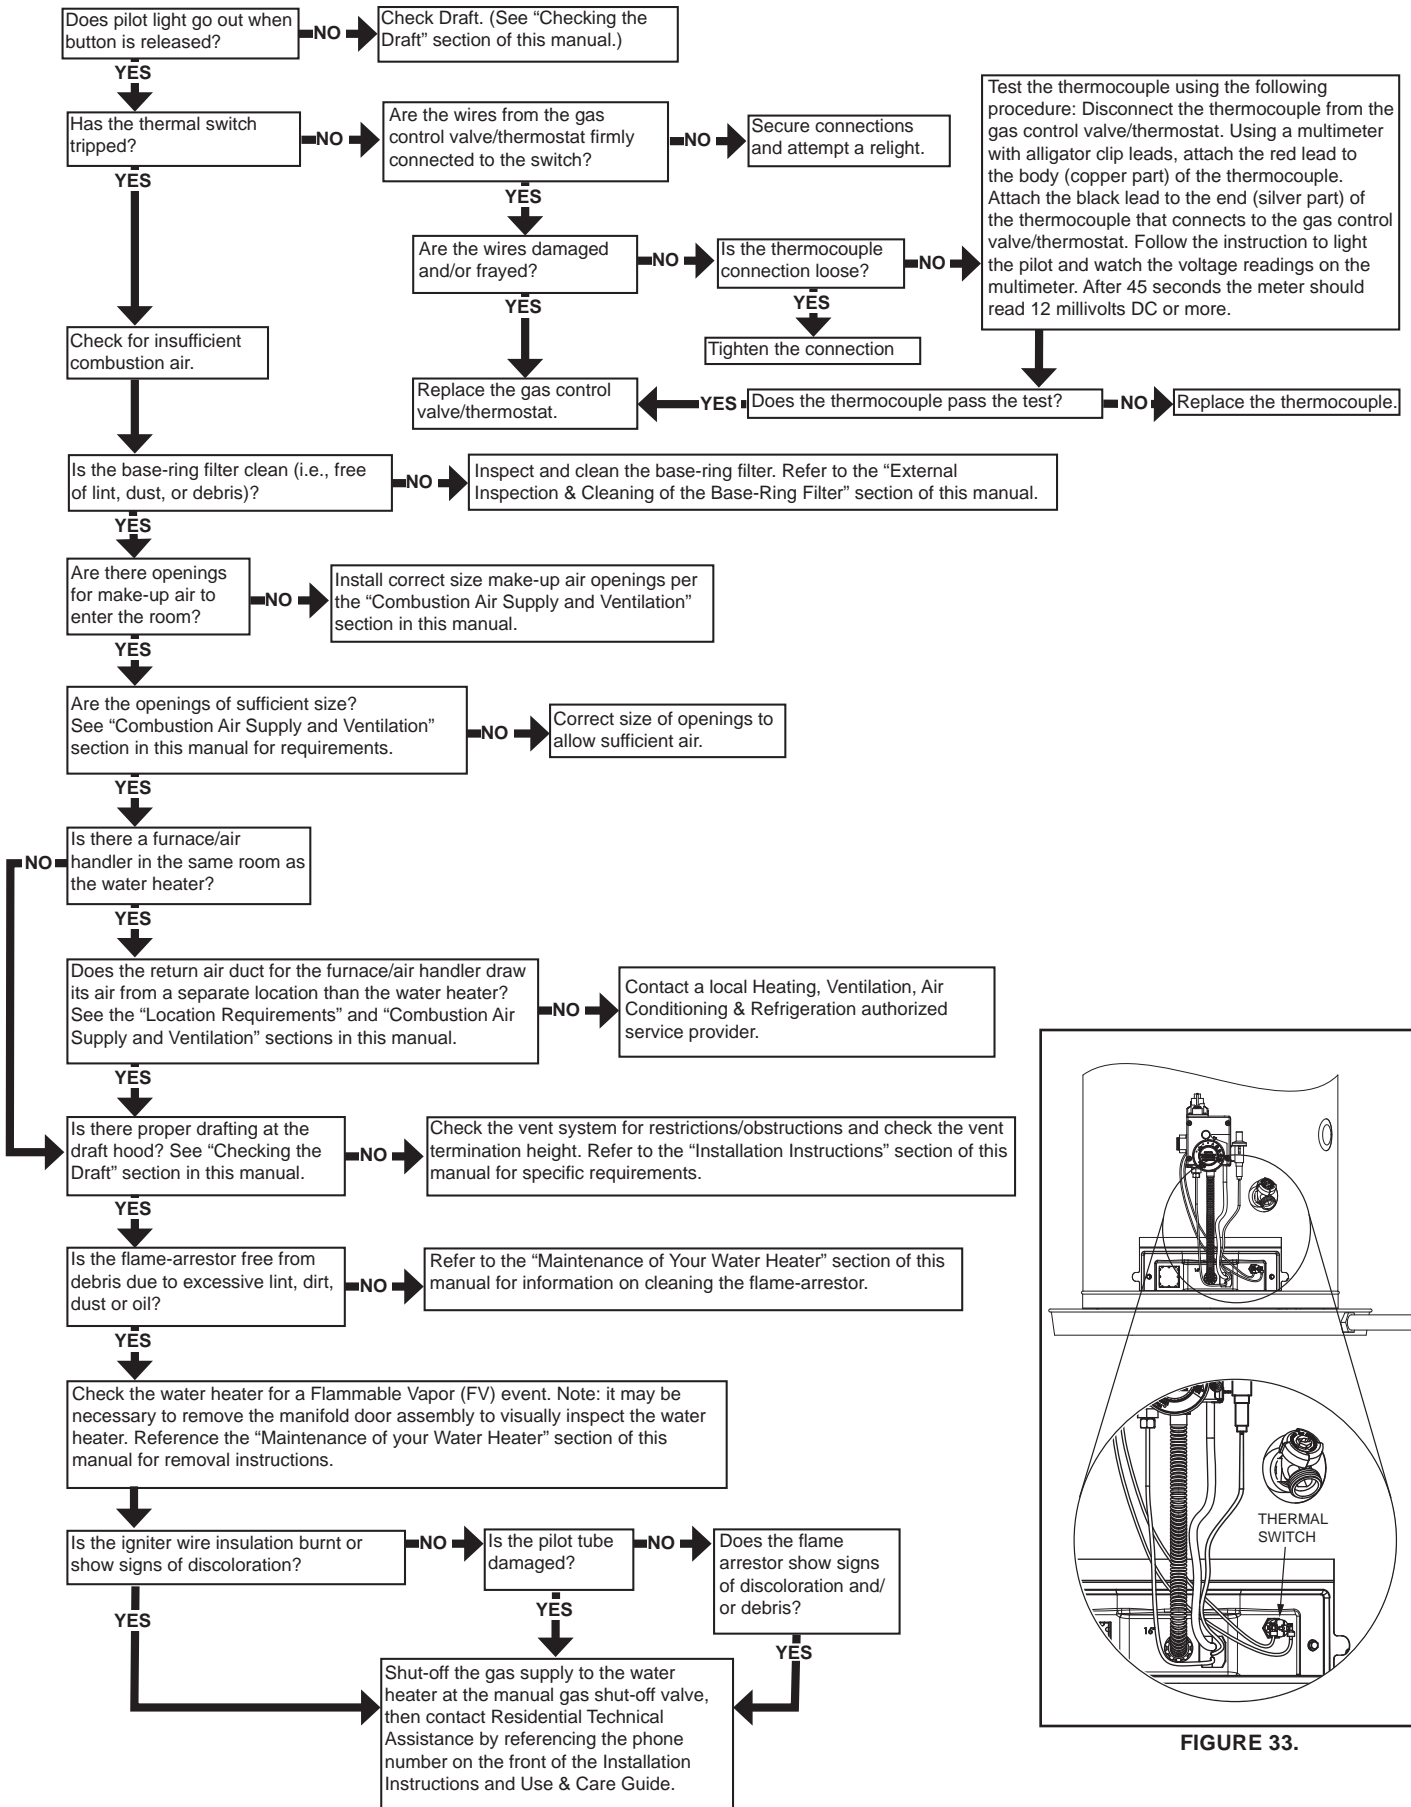 Does pilot light go out when
button is released?
NO
Check Draft. (See “Checking the
Draft” section of this manual.)
YES
Has the thermal switch
tripped?
NO
Are the wires from the gas
control valve/thermostat firmly
connected to the switch?
NO
Secure connections
and attempt a relight.
Test the thermocouple using the following
procedure: Disconnect the thermocouple from the
gas control valve/thermostat. Using a multimeter
with alligator clip leads, attach the red lead to
the body (copper part) of the thermocouple.
Attach the black lead to the end (silver part) of
the thermocouple that connects to the gas control
valve/thermostat. Follow the instruction to light
the pilot and watch the voltage readings on the
multimeter. After 45 seconds the meter should
read 12 millivolts DC or more.
YES
YES
Are the wires damaged
and/or frayed?
NO
Is the thermocouple
connection loose?
NO
YES
YES
Tighten the connection
Check for insufficient
combustion air.
Replace the gas control
valve/thermostat.
YES
Does the thermocouple pass the test?
NO
Replace the thermocouple.
Is the base-ring filter clean (i.e., free
of lint, dust, or debris)?
NO
Inspect and clean the base-ring filter. Refer to the “External
Inspection & Cleaning of the Base-Ring Filter” section of this manual.
YES
Are there openings
for make-up air to
enter the room?
NO
Install correct size make-up air openings per
the “Combustion Air Supply and Ventilation”
section in this manual.
YES
Are the openings of sufficient size?
See “Combustion Air Supply and Ventilation”
section in this manual for requirements.
NO
Correct size of openings to
allow sufficient air.
YES
Is there a furnace/air
handler in the same room as
the water heater?
NO
YES
Does the return air duct for the furnace/air handler draw
its air from a separate location than the water heater?
See the “Location Requirements” and “Combustion Air
Supply and Ventilation” sections in this manual.
NO
Contact a local Heating, Ventilation, Air
Conditioning & Refrigeration authorized
service provider.
YES
Is there proper drafting at the
draft hood? See “Checking the
Draft” section in this manual.
NO
Check the vent system for restrictions/obstructions and check the vent
termination height. Refer to the “Installation Instructions” section of this
manual for specific requirements.
YES
Is the flame-arrestor free from
debris due to excessive lint, dirt,
dust or oil?
NO
Refer to the “Maintenance of Your Water Heater” section of this
manual for information on cleaning the flame-arrestor.
YES
Check the water heater for a Flammable Vapor (FV) event. Note: it may be
necessary to remove the manifold door assembly to visually inspect the water
heater. Reference the “Maintenance of your Water Heater” section of this
manual for removal instructions.
Is the igniter wire insulation burnt or
show signs of discoloration?
NO
Is the pilot tube
damaged?
NO
Does the flame
arrestor show signs
of discoloration and/
or debris?
YES
YES
YES
Shut-off the gas supply to the water
heater at the manual gas shut-off valve,
then contact Residential Technical
Assistance by referencing the phone
number on the front of the Installation
Instructions and Use & Care Guide.
THERMAL
SWITCH
16"
FIGURE 33.